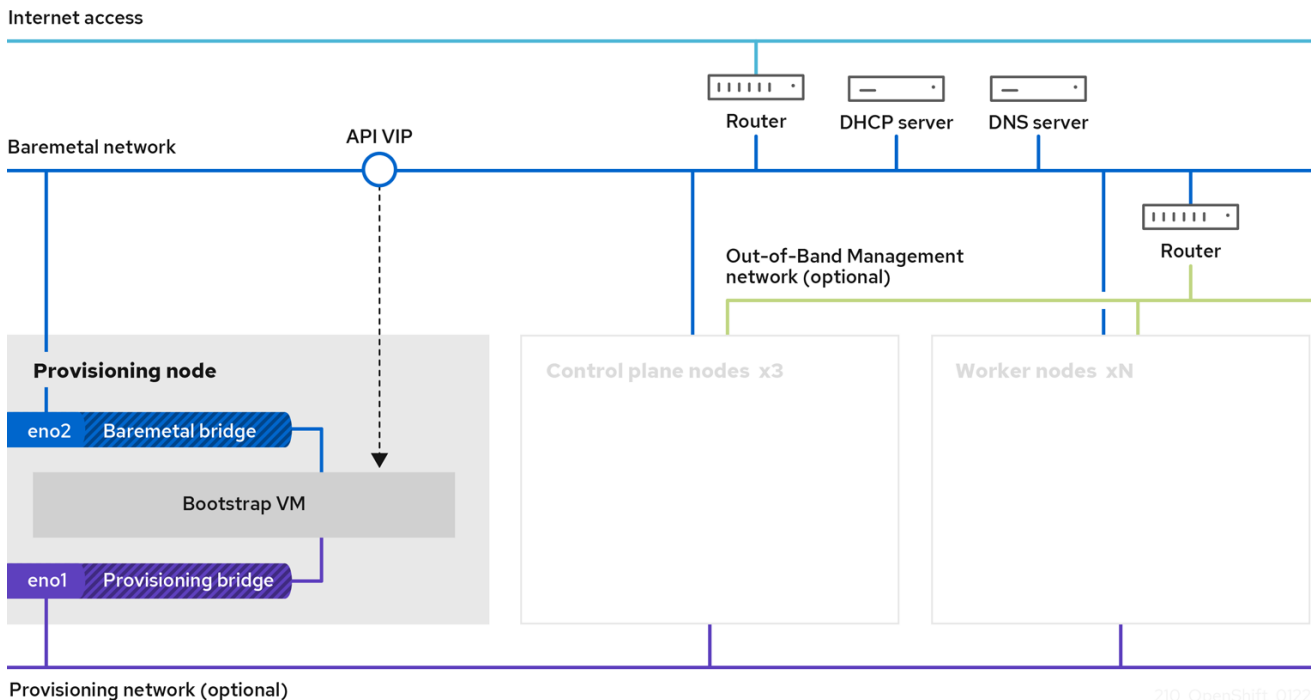 Internet access
Router
DHCP server
DNS server
API VIP
Baremetal network
Router
Out-of-Band Management
network (optional)
Provisioning node
Control plane nodes x3
Worker nodes xN
eno2
Baremetal bridge
Bootstrap VM
eno1
Provisioning bridge
Provisioning network (optional)
210_OpenShift_0122